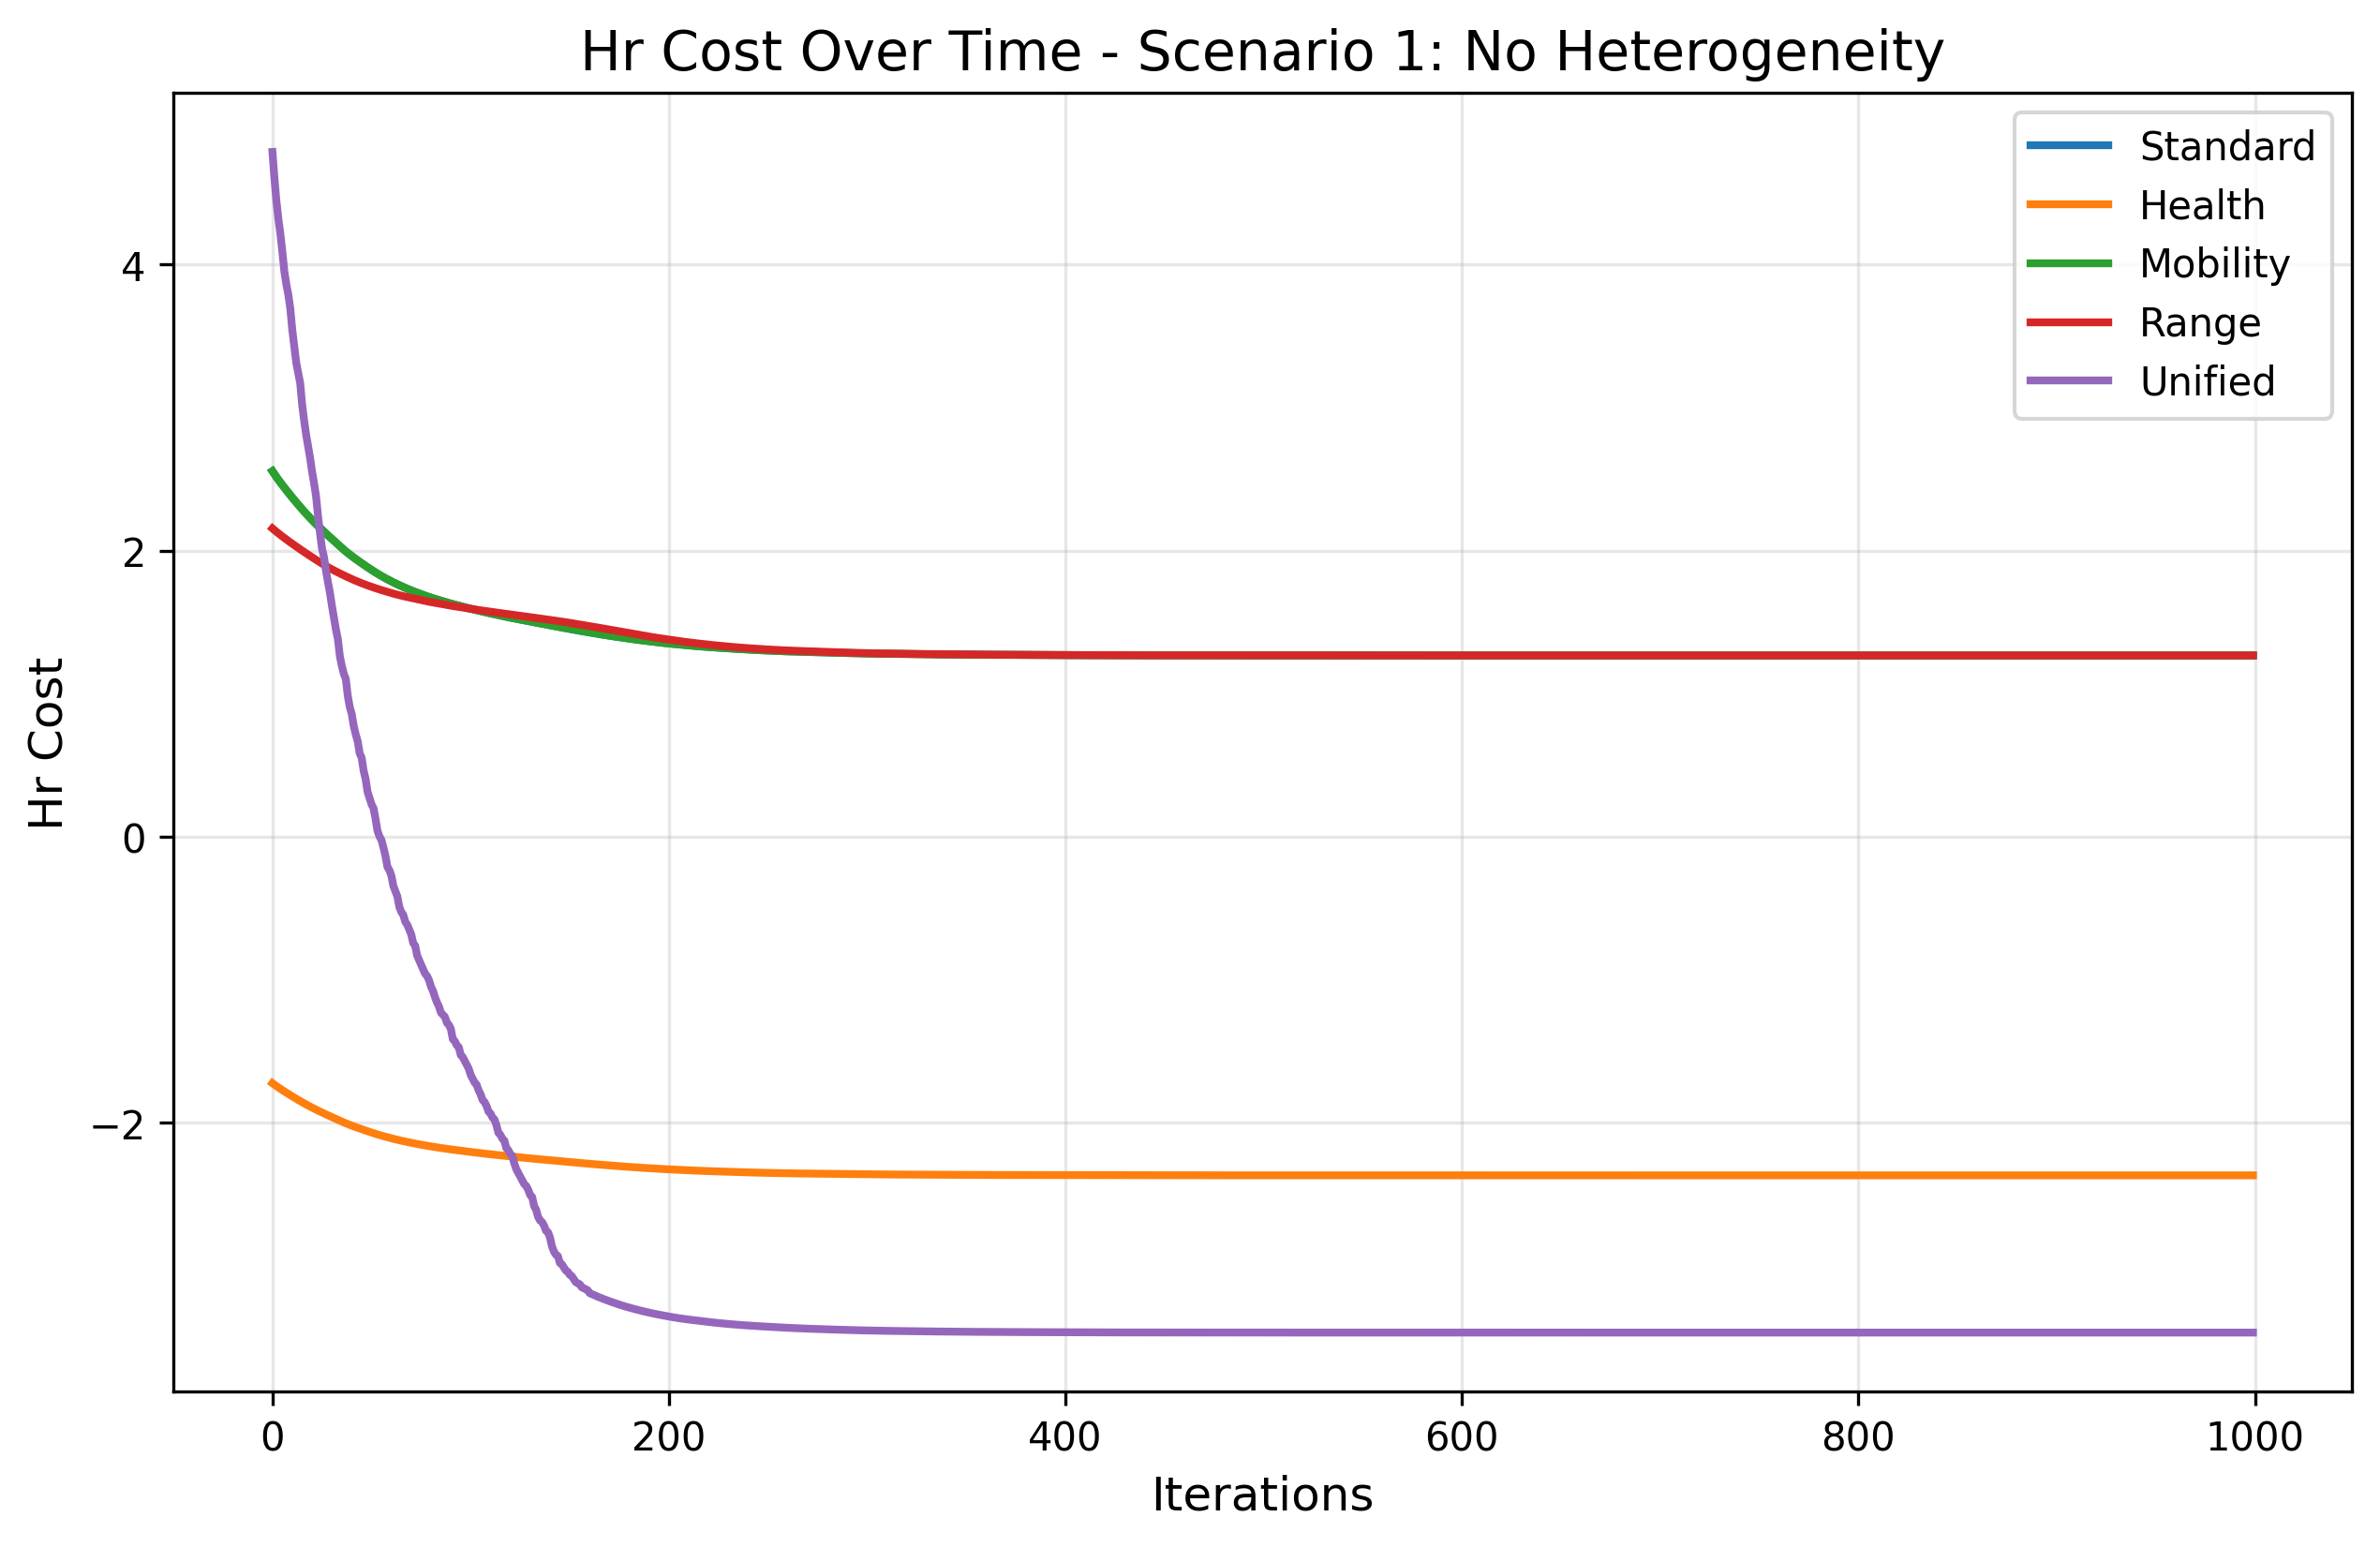 Hr Cost Over Time - Scenario 1: No Heterogeneity
Standard
Health
Mobility
Range
Unified
4
2
0
−2
Hr Cost
0 200 400 600 800 1000
Iterations